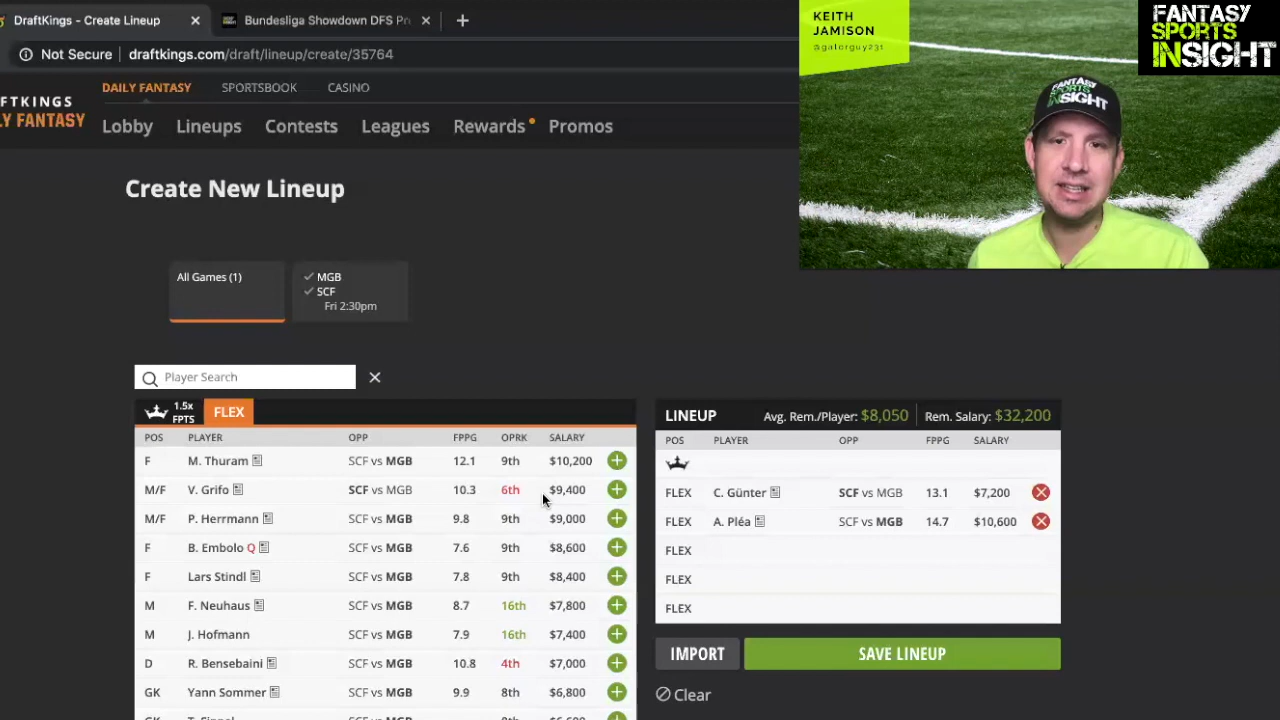 DraftKings - Create Lineup
Bundesliga Showdown DFS Pr
Not Secure draftkings.com/draft/lineup/create/35764
KEITH
JAMISON
@gatorguy231
FANTASY
SPORTS
INSIGHT
FANTASY
SPORTS
INSIGHT
DAILY FANTASY SPORTSBOOK CASINO
FTKINGS
LY FANTASY
Lobby Lineups Contests Leagues Rewards Promos
Create New Lineup
All Games (1)
MGB
SCF
Fri 2:30pm
Player Search
1.5x
FPTS
FLEX
POS PLAYER OPP FPPG OPRK SALARY
F M. Thuram SCF vs MGB 12.1 9th $10,200
M/F V. Grifo SCF vs MGB 10.3 6th $9,400
M/F P. Herrmann SCF vs MGB 9.8 9th $9,000
F B. Embolo Q SCF vs MGB 7.6 9th $8,600
F Lars Stindl SCF vs MGB 7.8 9th $8,400
M F. Neuhaus SCF vs MGB 8.7 16th $7,800
M J. Hofmann SCF vs MGB 7.9 16th $7,400
D R. Bensebaini SCF vs MGB 10.8 4th $7,000
GK Yann Sommer SCF vs MGB 9.9 8th $6,800
LINEUP Avg. Rem./Player: $8,050 Rem. Salary: $32,200
POS PLAYER OPP FPPG SALARY
FLEX C. Günter SCF vs MGB 13.1 $7,200
FLEX A. Pléa SCF vs MGB 14.7 $10,600
FLEX
FLEX
FLEX
IMPORT SAVE LINEUP
Clear